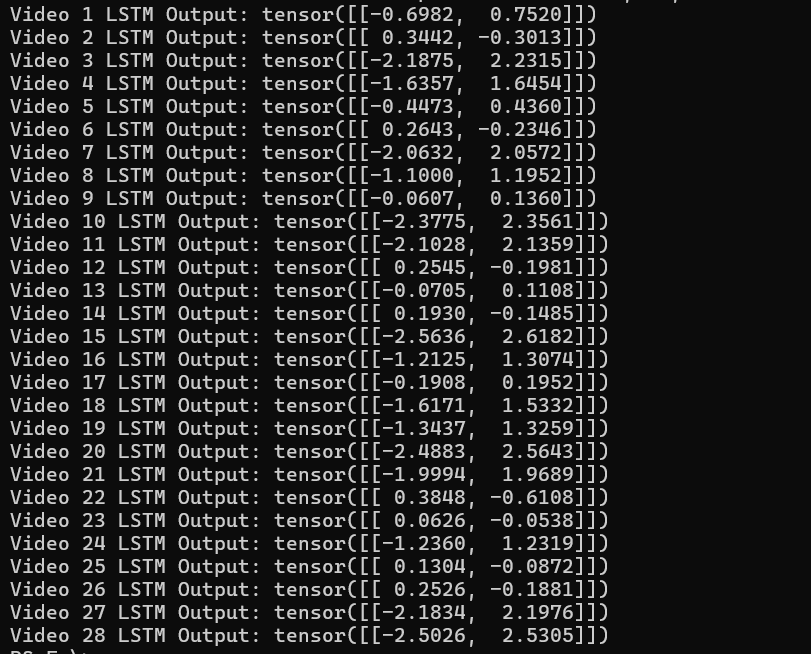 Video 1 LSTM Output: tensor([[-0.6982,  0.7520]])
Video 2 LSTM Output: tensor([[ 0.3442, -0.3013]])
Video 3 LSTM Output: tensor([[-2.1875,  2.2315]])
Video 4 LSTM Output: tensor([[-1.6357,  1.6454]])
Video 5 LSTM Output: tensor([[-0.4473,  0.4360]])
Video 6 LSTM Output: tensor([[ 0.2643, -0.2346]])
Video 7 LSTM Output: tensor([[-2.0632,  2.0572]])
Video 8 LSTM Output: tensor([[-1.1000,  1.1952]])
Video 9 LSTM Output: tensor([[-0.0607,  0.1360]])
Video 10 LSTM Output: tensor([[-2.3775,  2.3561]])
Video 11 LSTM Output: tensor([[-2.1028,  2.1359]])
Video 12 LSTM Output: tensor([[ 0.2545, -0.1981]])
Video 13 LSTM Output: tensor([[-0.0705,  0.1108]])
Video 14 LSTM Output: tensor([[ 0.1930, -0.1485]])
Video 15 LSTM Output: tensor([[-2.5636,  2.6182]])
Video 16 LSTM Output: tensor([[-1.2125,  1.3074]])
Video 17 LSTM Output: tensor([[-0.1908,  0.1952]])
Video 18 LSTM Output: tensor([[-1.6171,  1.5332]])
Video 19 LSTM Output: tensor([[-1.3437,  1.3259]])
Video 20 LSTM Output: tensor([[-2.4883,  2.5643]])
Video 21 LSTM Output: tensor([[-1.9994,  1.9689]])
Video 22 LSTM Output: tensor([[ 0.3848, -0.6108]])
Video 23 LSTM Output: tensor([[ 0.0626, -0.0538]])
Video 24 LSTM Output: tensor([[-1.2360,  1.2319]])
Video 25 LSTM Output: tensor([[ 0.1304, -0.0872]])
Video 26 LSTM Output: tensor([[ 0.2526, -0.1881]])
Video 27 LSTM Output: tensor([[-2.1834,  2.1976]])
Video 28 LSTM Output: tensor([[-2.5026,  2.5305]])